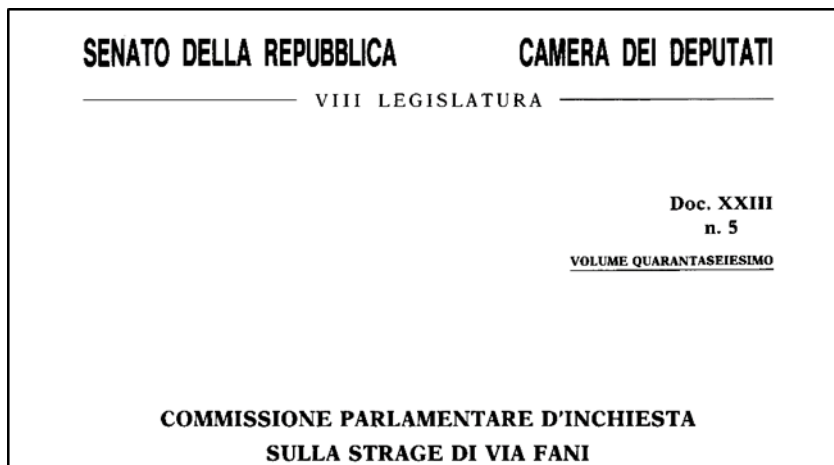 SENATO DELLA REPUBBLICA CAMERA DEI DEPUTATI
VIII LEGISLATURA
Doc. XXIII
n. 5
VOLUME QUARANTASEIESIMO
COMMISSIONE PARLAMENTARE D'INCHIESTA
SULLA STRAGE DI VIA FANI